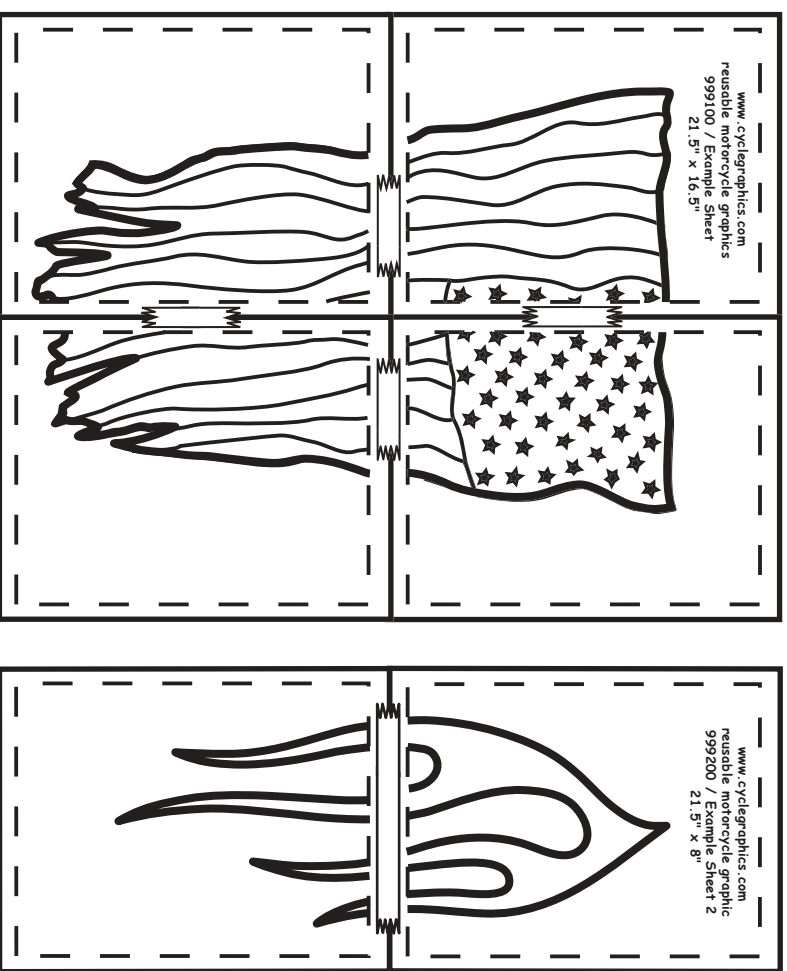 www.cyclegraphics.com
reusable motorcycle graphics
999100 / Example Sheet
21.5" x 16.5"
www.cyclegraphics.com
reusable motorcycle graphic
999200 / Example Sheet 2
21.5" x 8"